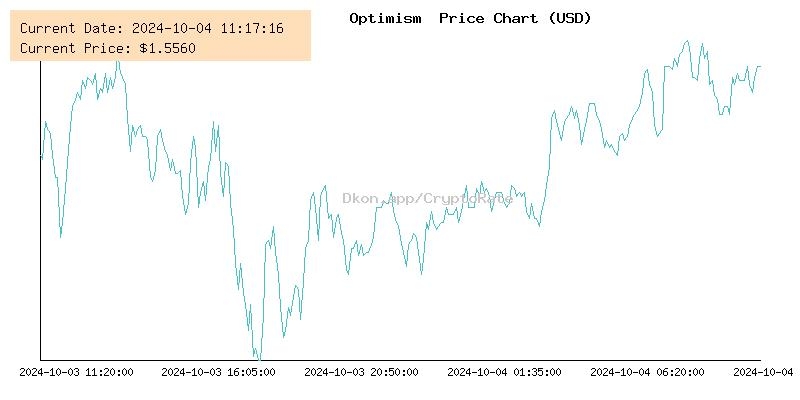 Optimism  Price Chart (USD)
Current Date: 2024-10-04 11:17:16
Current Price: $1.5560
Dkon.app/CryptoRate
2024-10-03 11:20:00 2024-10-03 16:05:00 2024-10-03 20:50:00 2024-10-04 01:35:00 2024-10-04 06:20:00 2024-10-04